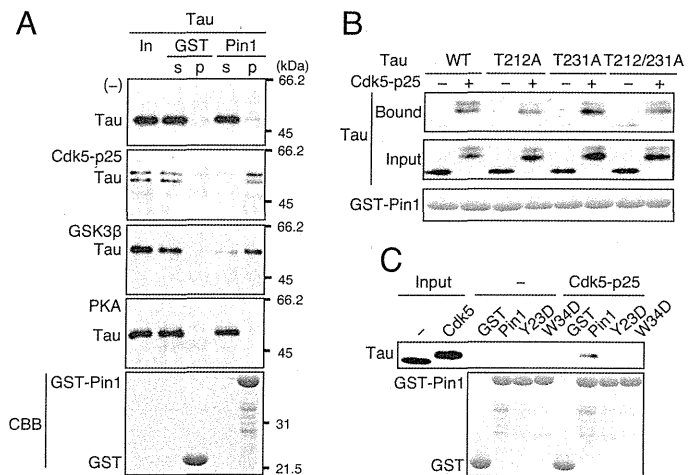 A
Tau
In GST Pin1
s p s p (kDa)
(−) 66.2
Tau
45
Cdk5-p25 66.2
Tau
45
GSK3β 66.2
Tau
45
PKA 66.2
Tau
45
GST-Pin1
CBB
31
GST
21.5
B
Tau WT T212A T231A T212/231A
Cdk5-p25 − + − + − + − +
Bound
Tau
Input
GST-Pin1
C
Input − Cdk5-p25
− Cdk5 GST Pin1 Y23D W34D GST Pin1 Y23D W34D
Tau
GST-Pin1
GST